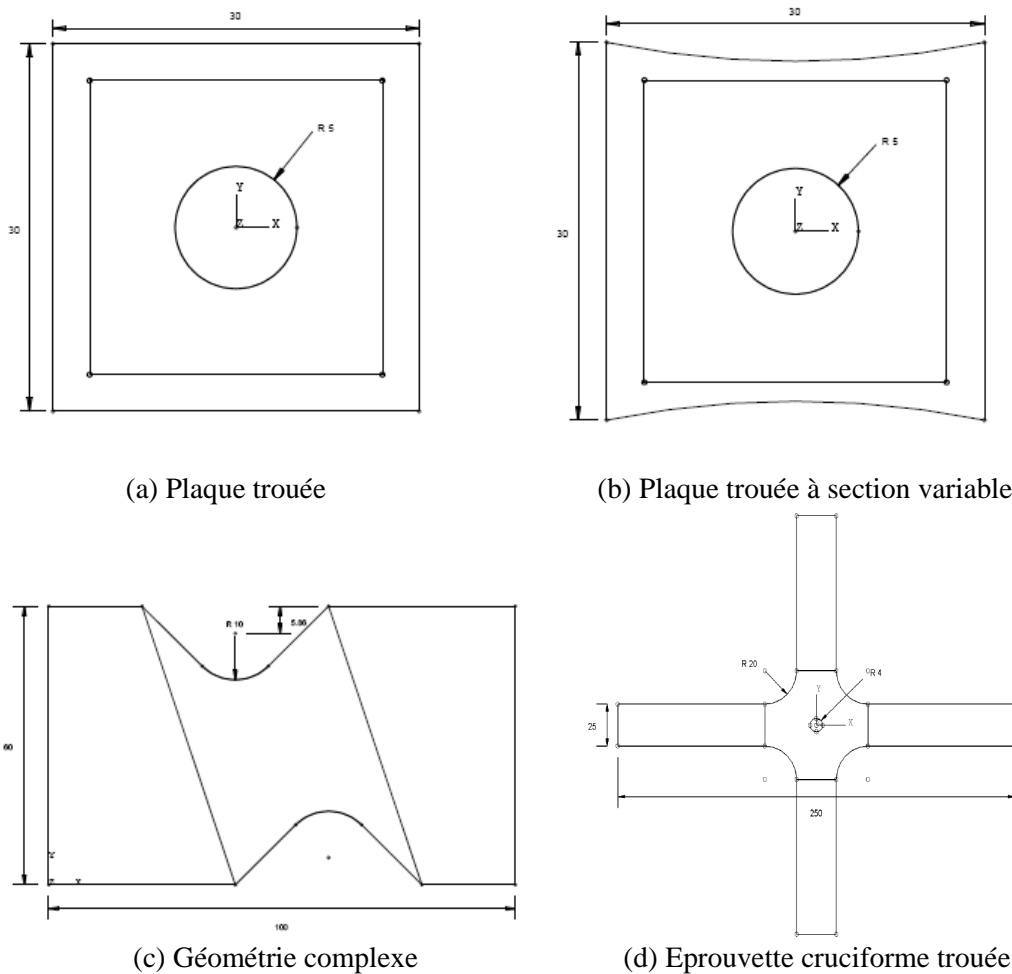 30
30
R 5
R 5
Y
Y
Z
X
Z
X
30
30
(a) Plaque trouée
(b) Plaque trouée à section variable
R 10
5.86
R 20
R 4
Y
X
25
60
250
Y
Z
X
100
(c) Géométrie complexe
(d) Eprouvette cruciforme trouée